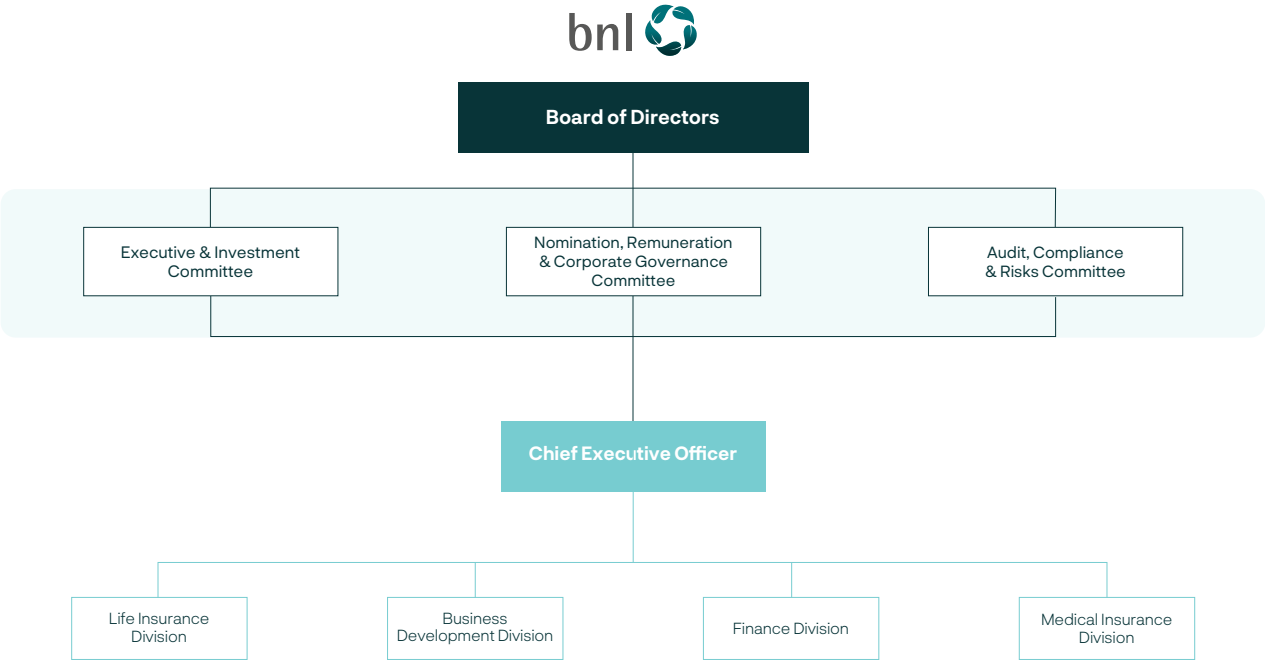 bnl
Board of Directors
Executive & Investment
Committee
Nomination, Remuneration
& Corporate Governance
Committee
Audit, Compliance
& Risks Committee
Chief Executive Officer
Life Insurance
Division
Business
Development Division
Finance Division
Medical Insurance
Division